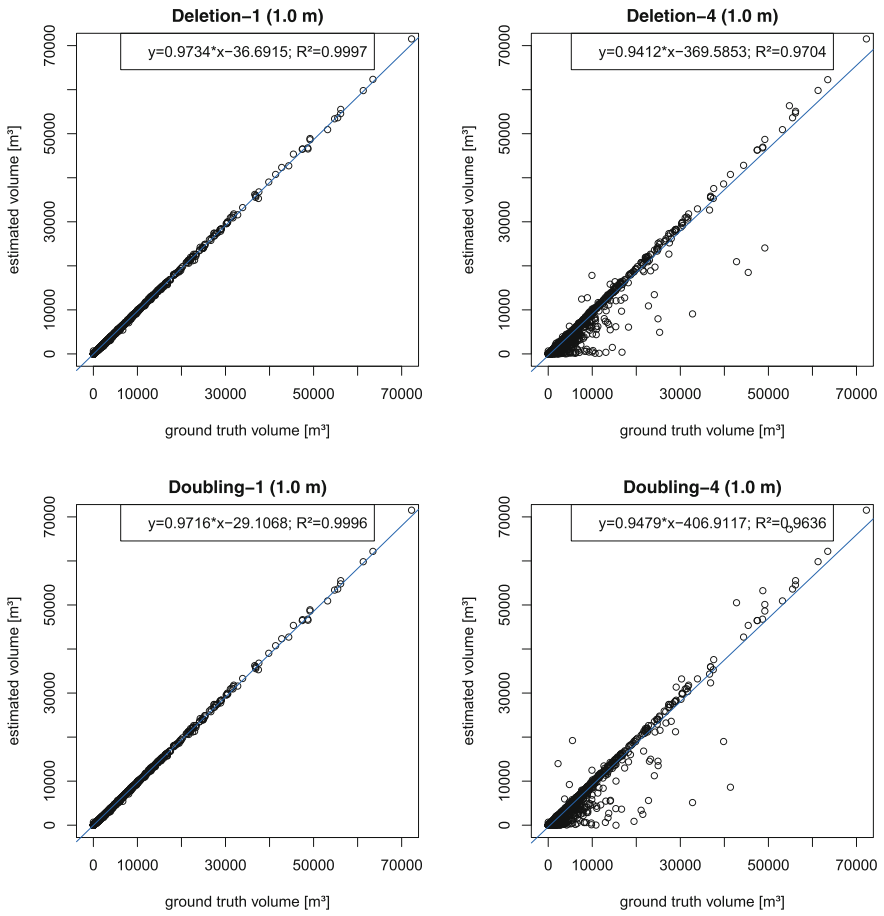 Deletion−1 (1.0 m)
y=0.9734*x−36.6915; R²=0.9997
estimated volume [m³]
70000
50000
30000
10000
0
0 10000 30000 50000 70000
ground truth volume [m³]
Deletion−4 (1.0 m)
y=0.9412*x−369.5853; R²=0.9704
estimated volume [m³]
70000
50000
30000
10000
0
0 10000 30000 50000 70000
ground truth volume [m³]
Doubling−1 (1.0 m)
y=0.9716*x−29.1068; R²=0.9996
estimated volume [m³]
70000
50000
30000
10000
0
0 10000 30000 50000 70000
ground truth volume [m³]
Doubling−4 (1.0 m)
y=0.9479*x−406.9117; R²=0.9636
estimated volume [m³]
70000
50000
30000
10000
0
0 10000 30000 50000 70000
ground truth volume [m³]